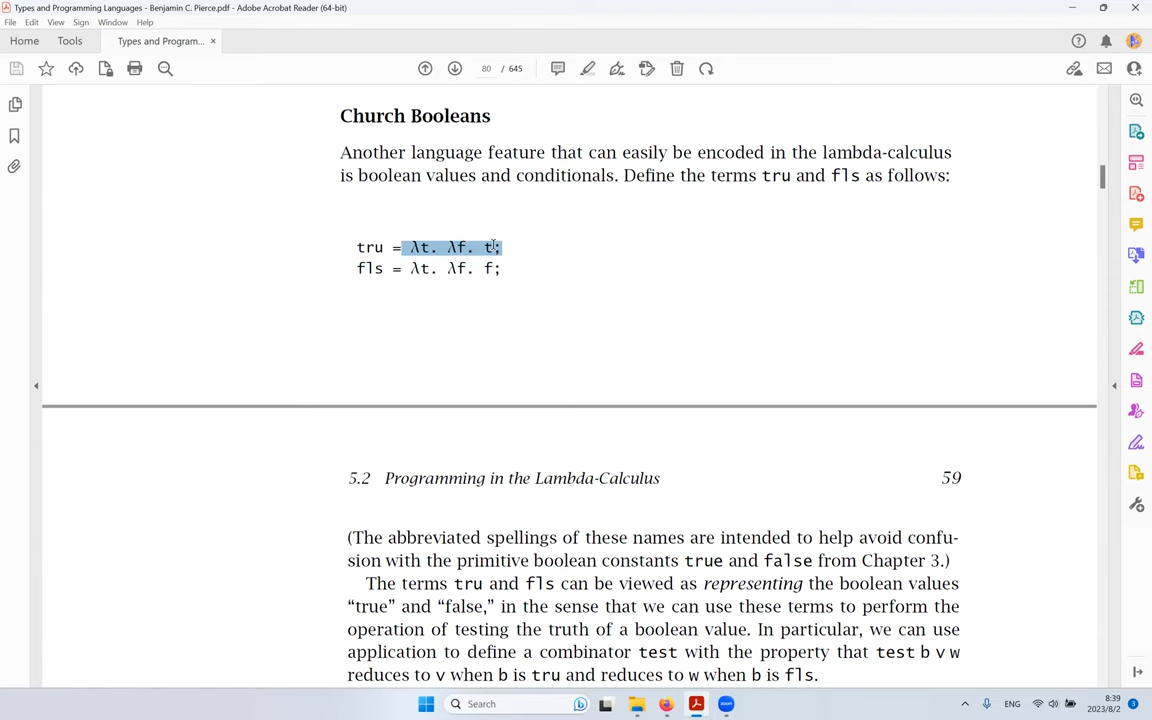 Types and Programming Languages - Benjamin C. Pierce.pdf - Adobe Acrobat Reader (64-bit)
File Edit View Sign Window Help
Home Tools Types and Program... ×
80 / 645
Church Booleans
Another language feature that can easily be encoded in the lambda-calculus
is boolean values and conditionals. Define the terms tru and fls as follows:
tru = λt. λf. t;
fls = λt. λf. f;
5.2 Programming in the Lambda-Calculus 59
(The abbreviated spellings of these names are intended to help avoid confu-
sion with the primitive boolean constants true and false from Chapter 3.)
The terms tru and fls can be viewed as representing the boolean values
“true” and “false,” in the sense that we can use these terms to perform the
operation of testing the truth of a boolean value. In particular, we can use
application to define a combinator test with the property that test b v w
reduces to v when b is tru and reduces to w when b is fls.
Search
zoom
ENG
8:39
2023/8/2
3